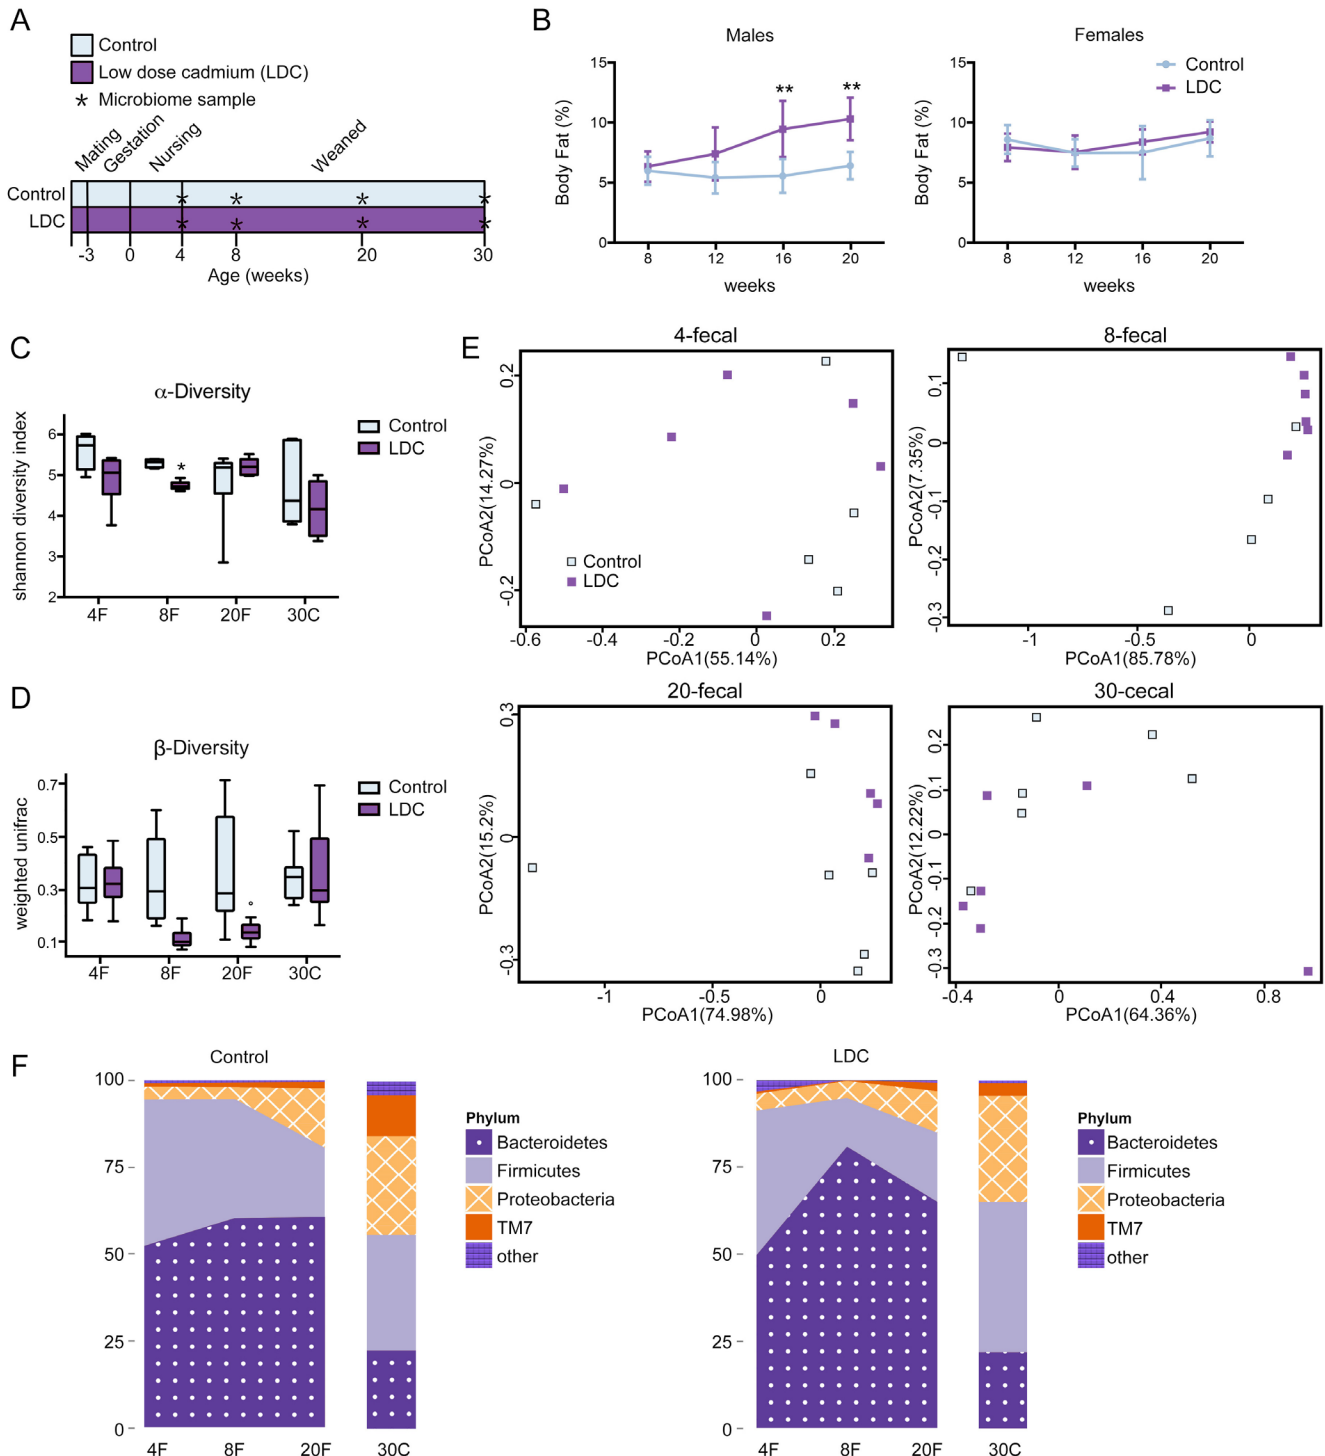 A
Control
Low dose cadmium (LDC)
* Microbiome sample
Mating
Gestation
Nursing
Weaned
Control
LDC
-3 0 4 8 20 30
Age (weeks)
B
Males
Body Fat (%)
15
10
5
0
** **
8 12 16 20
weeks
Females
Control
LDC
Body Fat (%)
15
10
5
0
8 12 16 20
weeks
C
α-Diversity
shannon diversity index
6
5
4
3
2
*
4F 8F 20F 30C
Control
LDC
D
β-Diversity
weighted unifrac
0.7
0.5
0.3
0.1
4F 8F 20F 30C
Control
LDC
E
4-fecal
PCoA2(14.27%)
0.2
0
-0.2
Control
LDC
-0.6 -0.4 -0.2 0 0.2
PCoA1(55.14%)
8-fecal
PCoA2(7.35%)
0.1
0
-0.1
-0.2
-0.3
-1 -0.5 0
PCoA1(85.78%)
20-fecal
PCoA2(15.2%)
0.3
0
-0.3
-1 -0.5 0
PCoA1(74.98%)
30-cecal
PCoA2(12.22%)
0.2
0.1
0
-0.1
-0.2
-0.3
-0.4 0 0.4 0.8
PCoA1(64.36%)
F
Control
100
75
50
25
0
4F 8F 20F 30C
Phylum
Bacteroidetes
Firmicutes
Proteobacteria
TM7
other
LDC
100
75
50
25
0
4F 8F 20F 30C
Phylum
Bacteroidetes
Firmicutes
Proteobacteria
TM7
other